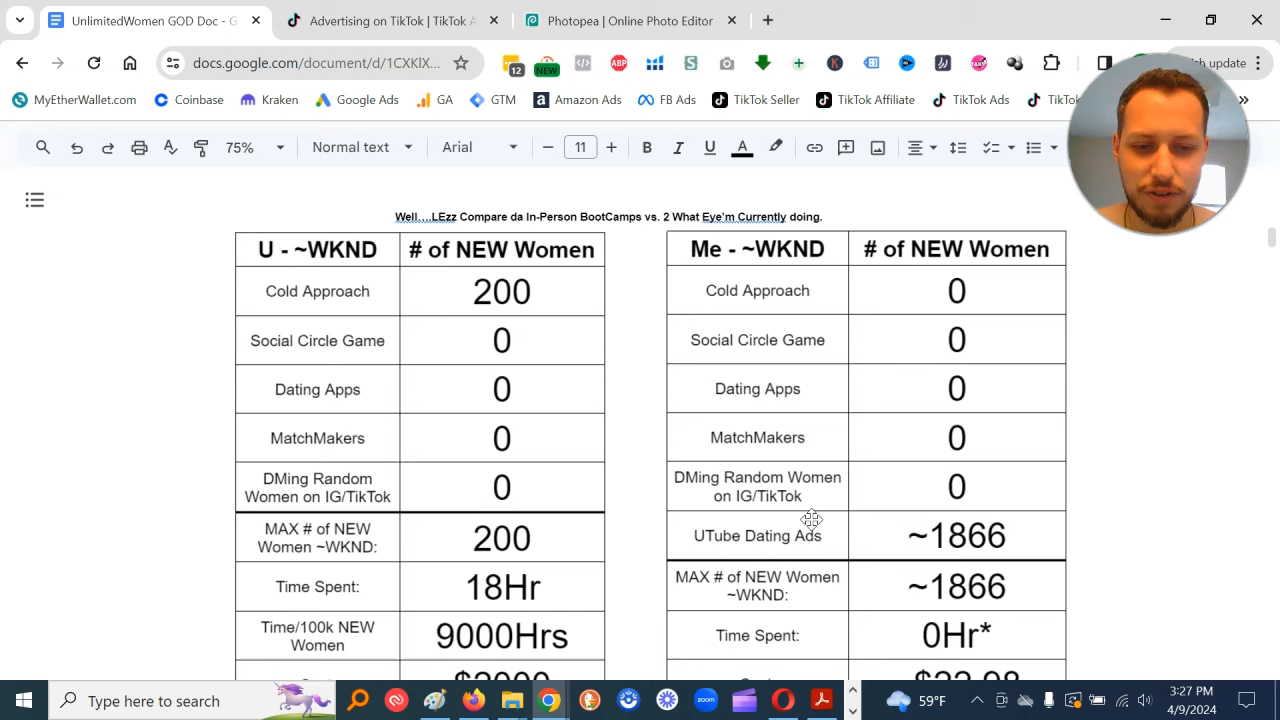 UnlimitedWomen GOD Doc - G
Advertising on TikTok | TikTok A
Photopea | Online Photo Editor
docs.google.com/document/d/1CXKlX...
12
NEW
ABP
update
MyEtherWallet.com
Coinbase
Kraken
Google Ads
GA
GTM
Amazon Ads
FB Ads
TikTok Seller
TikTok Affiliate
TikTok Ads
75%
Normal text
Arial
11
Well….LEzz Compare da In-Person BootCamps vs. 2 What Eye'm Currently doing.
U - ~WKND # of NEW Women
Cold Approach 200
Social Circle Game 0
Dating Apps 0
MatchMakers 0
DMing Random
Women on IG/TikTok 0
MAX # of NEW
Women ~WKND: 200
Time Spent: 18Hr
Time/100k NEW
Women 9000Hrs
Me - ~WKND # of NEW Women
Cold Approach 0
Social Circle Game 0
Dating Apps 0
MatchMakers 0
DMing Random Women
on IG/TikTok 0
UTube Dating Ads ~1866
MAX # of NEW Women
~WKND: ~1866
Time Spent: 0Hr*
Type here to search
zoom
59°F
3:27 PM
4/9/2024